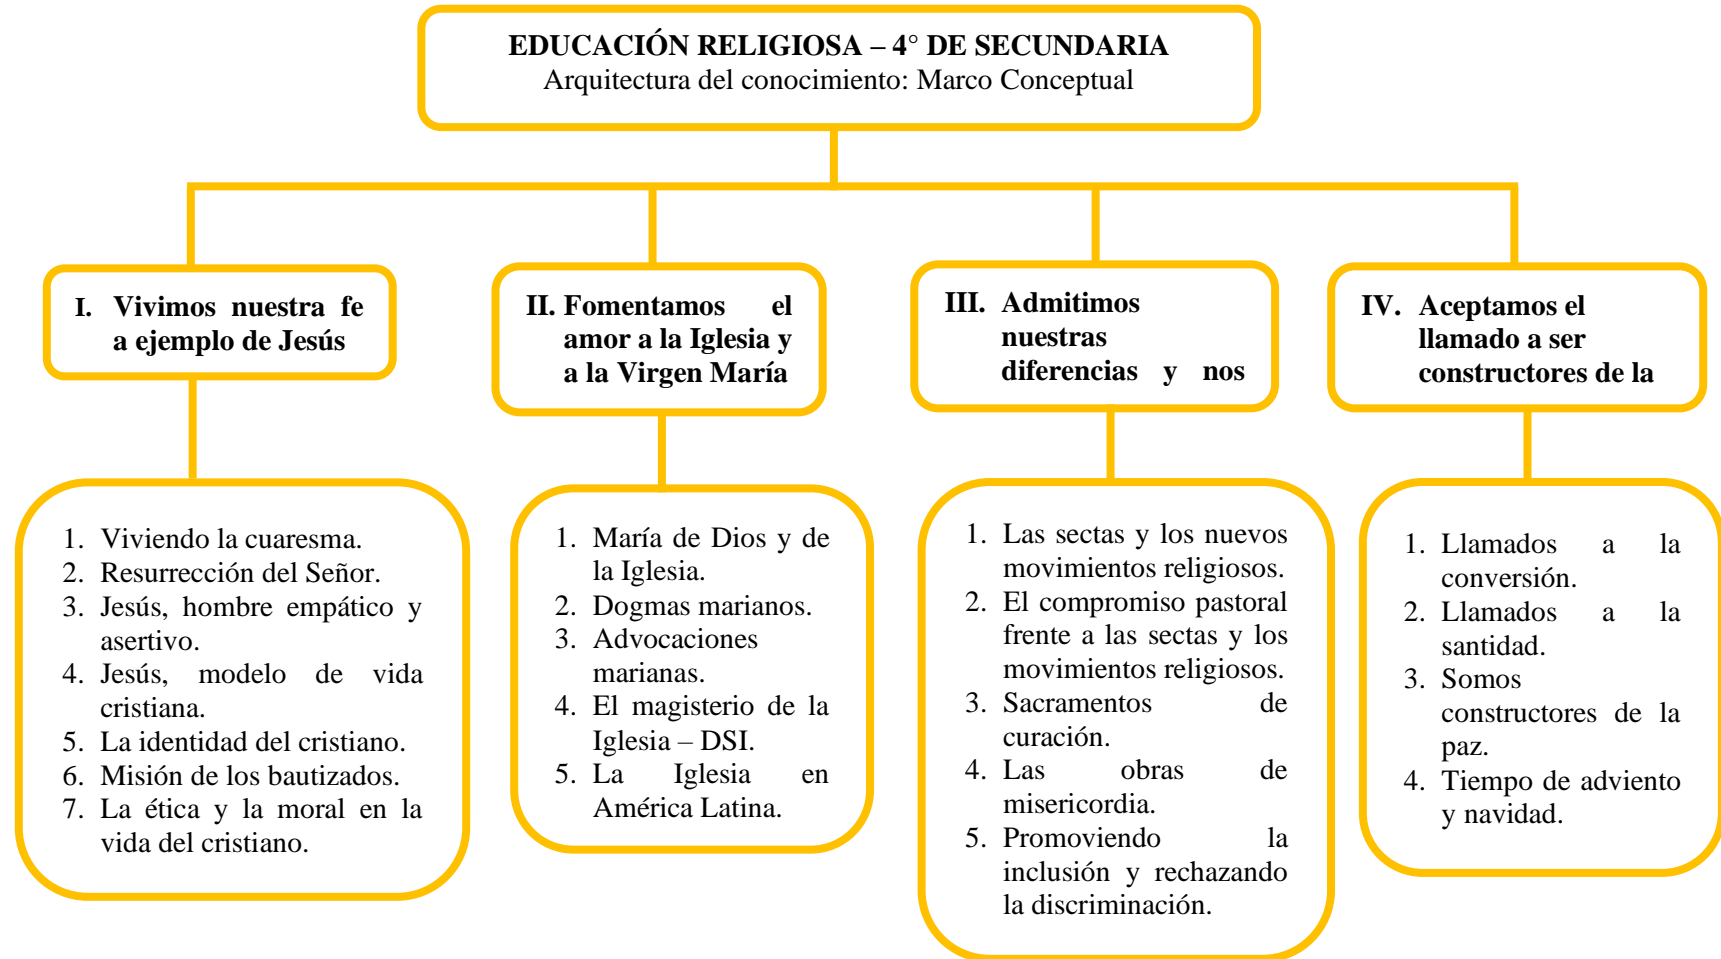 EDUCACIÓN RELIGIOSA – 4° DE SECUNDARIA
Arquitectura del conocimiento: Marco Conceptual
I. Vivimos nuestra fe
a ejemplo de Jesús
II. Fomentamos el
amor a la Iglesia y
a la Virgen María
III. Admitimos
nuestras
diferencias y nos
IV. Aceptamos el
llamado a ser
constructores de la
1. Viviendo la cuaresma.
2. Resurrección del Señor.
3. Jesús, hombre empático y
asertivo.
4. Jesús, modelo de vida
cristiana.
5. La identidad del cristiano.
6. Misión de los bautizados.
7. La ética y la moral en la
vida del cristiano.
1. María de Dios y de
la Iglesia.
2. Dogmas marianos.
3. Advocaciones
marianas.
4. El magisterio de la
Iglesia – DSI.
5. La Iglesia en
América Latina.
1. Las sectas y los nuevos
movimientos religiosos.
2. El compromiso pastoral
frente a las sectas y los
movimientos religiosos.
3. Sacramentos de
curación.
4. Las obras de
misericordia.
5. Promoviendo la
inclusión y rechazando
la discriminación.
1. Llamados a la
conversión.
2. Llamados a la
santidad.
3. Somos
constructores de la
paz.
4. Tiempo de adviento
y navidad.